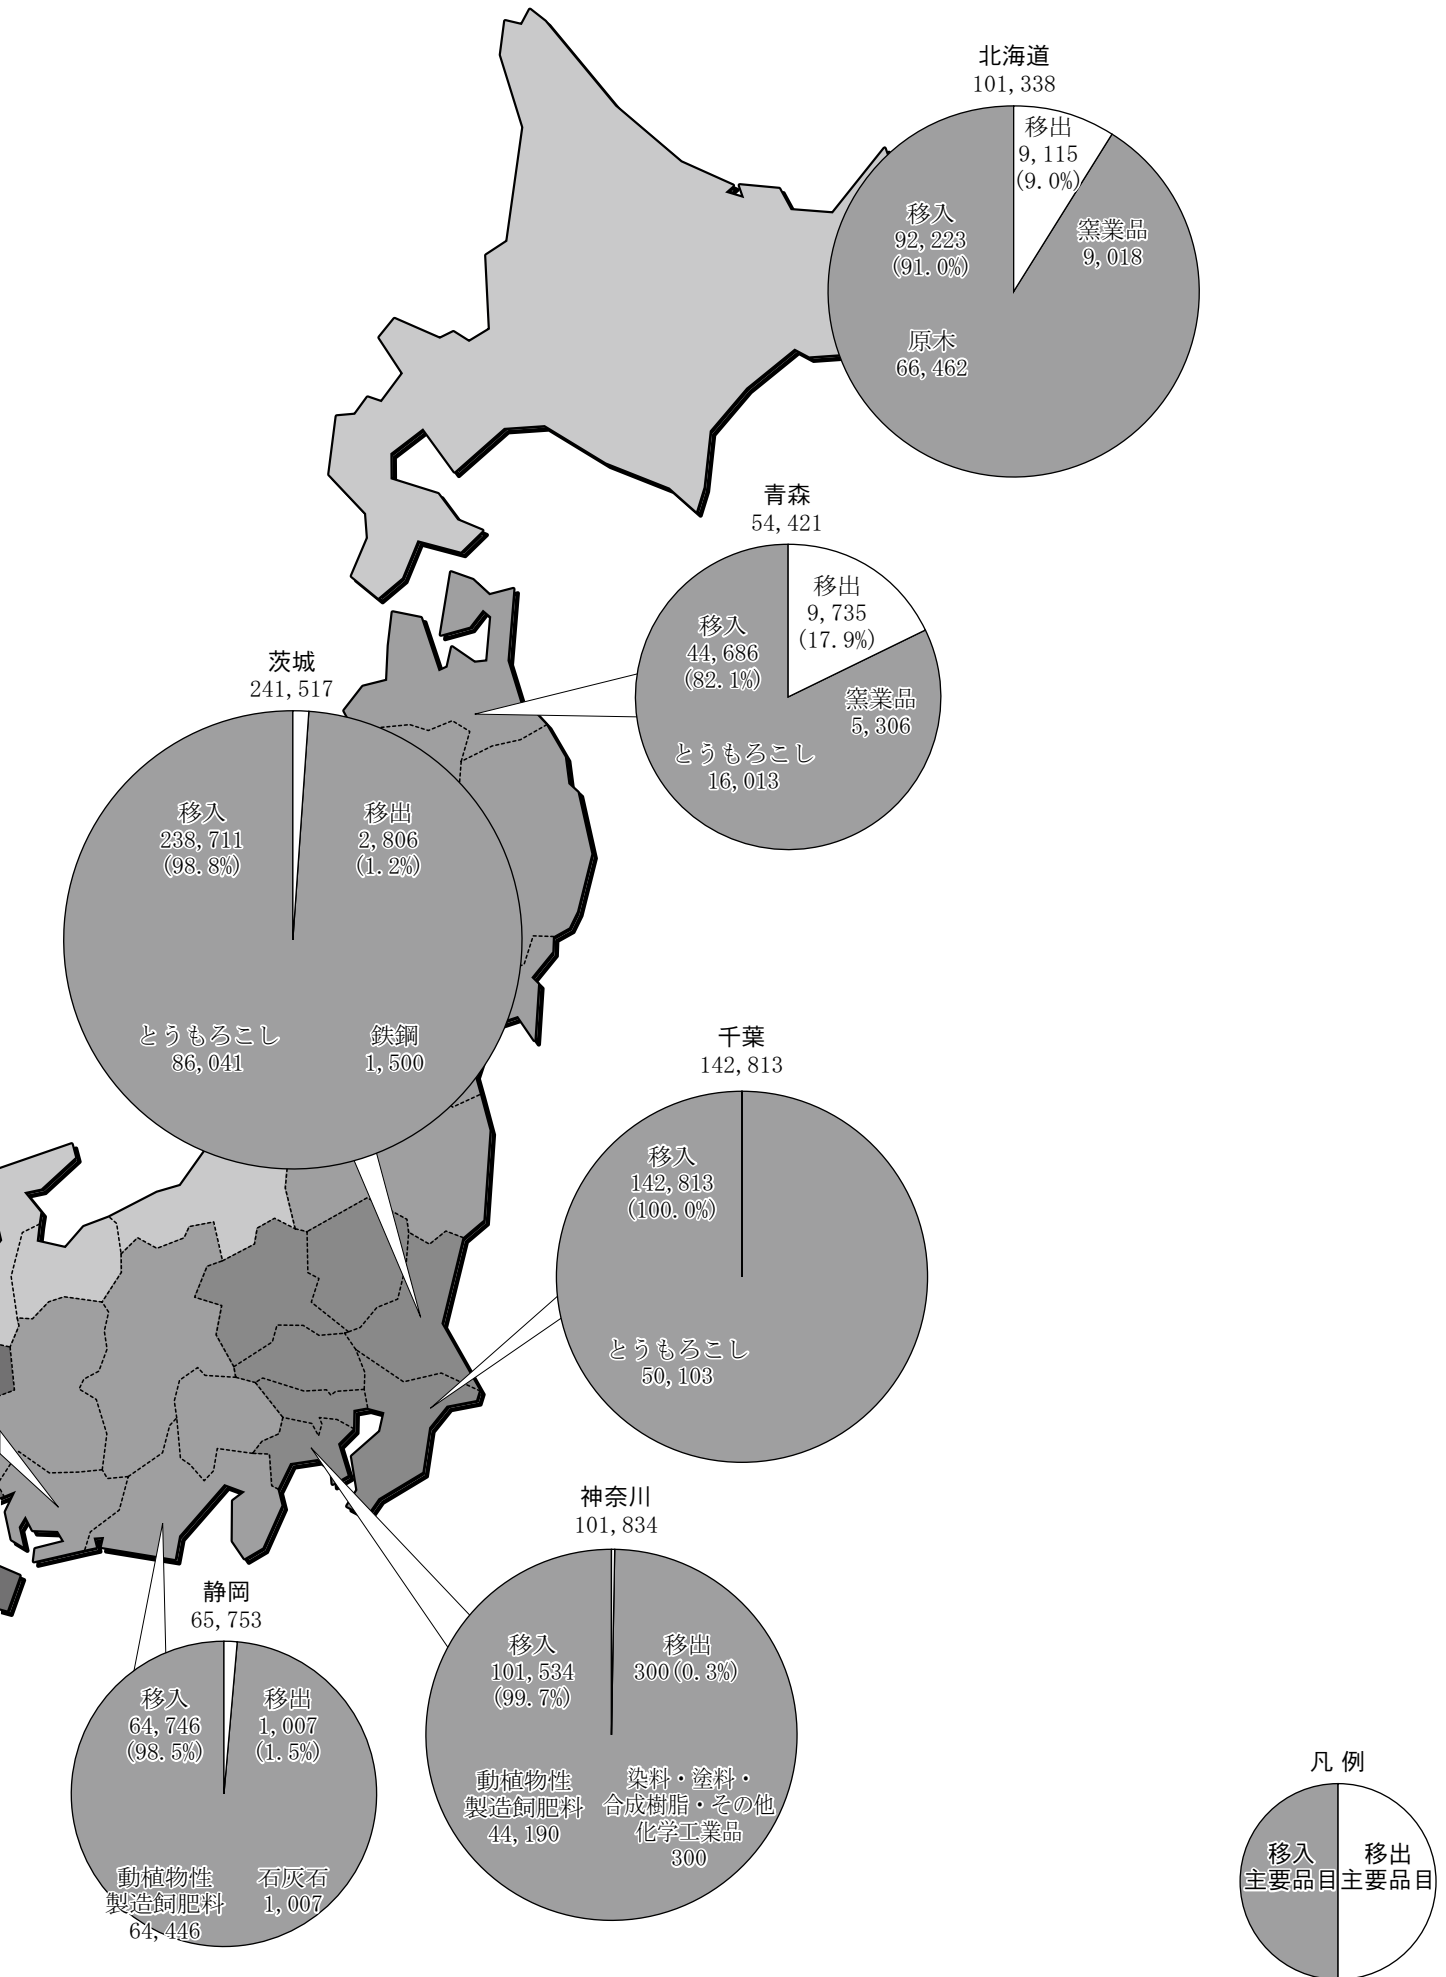 北海道
101,338
移出
9,115
(9.0%)
移入
92,223
(91.0%)
窯業品
9,018
原木
66,462
青森
54,421
移出
9,735
(17.9%)
移入
44,686
(82.1%)
窯業品
5,306
とうもろこし
16,013
茨城
241,517
移入
238,711
(98.8%)
移出
2,806
(1.2%)
とうもろこし
86,041
鉄鋼
1,500
千葉
142,813
移入
142,813
(100.0%)
とうもろこし
50,103
神奈川
101,834
移入
101,534
(99.7%)
移出
300(0.3%)
動植物性
製造飼肥料
44,190
染料・塗料・
合成樹脂・その他
化学工業品
300
静岡
65,753
移入
64,746
(98.5%)
移出
1,007
(1.5%)
動植物性
製造飼肥料
64,446
石灰石
1,007
凡 例
移入
主要品目
移出
主要品目